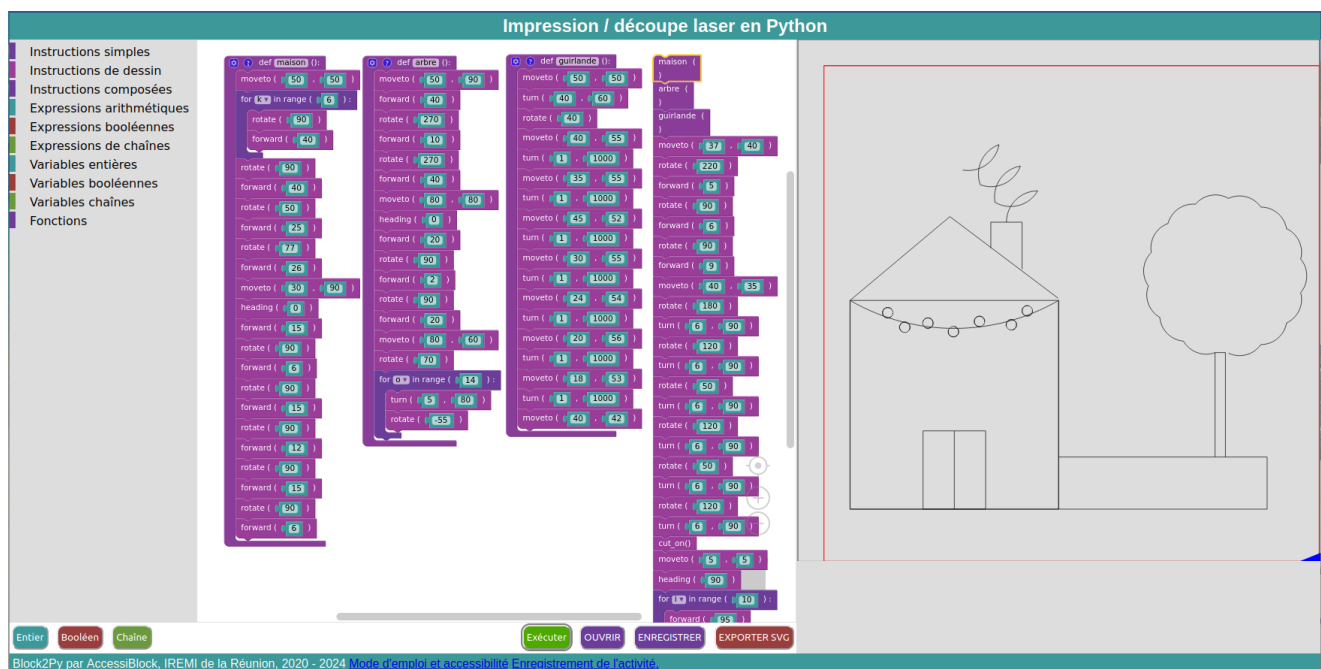 Impression / découpe laser en Python
Instructions simples
Instructions de dessin
Instructions composées
Expressions arithmétiques
Expressions booléennes
Expressions de chaînes
Variables entières
Variables booléennes
Variables chaînes
Fonctions
def maison ():
moveto ( 50 , 50 )
for k in range ( 6 ) :
rotate ( 90 )
forward ( 40 )
rotate ( 90 )
forward ( 40 )
rotate ( 50 )
forward ( 25 )
rotate ( 77 )
forward ( 26 )
moveto ( 30 , 90 )
heading ( 0 )
forward ( 15 )
rotate ( 90 )
forward ( 6 )
rotate ( 90 )
forward ( 15 )
rotate ( 90 )
forward ( 12 )
rotate ( 90 )
forward ( 15 )
rotate ( 90 )
forward ( 6 )
def arbre ():
moveto ( 50 , 90 )
forward ( 40 )
rotate ( 270 )
forward ( 10 )
rotate ( 270 )
forward ( 40 )
moveto ( 80 , 80 )
heading ( 0 )
forward ( 20 )
rotate ( 90 )
forward ( 2 )
rotate ( 90 )
forward ( 20 )
moveto ( 80 , 60 )
rotate ( 70 )
for o in range ( 14 ) :
turn ( 5 , 80 )
rotate ( -55 )
def guirlande ():
moveto ( 50 , 50 )
turn ( 40 , 60 )
rotate ( 40 )
moveto ( 40 , 55 )
turn ( 1 , 1000 )
moveto ( 35 , 55 )
turn ( 1 , 1000 )
moveto ( 45 , 52 )
turn ( 1 , 1000 )
moveto ( 30 , 55 )
turn ( 1 , 1000 )
moveto ( 24 , 54 )
turn ( 1 , 1000 )
moveto ( 20 , 56 )
turn ( 1 , 1000 )
moveto ( 18 , 53 )
turn ( 1 , 1000 )
moveto ( 40 , 42 )
maison (
)
arbre (
)
guirlande (
)
moveto ( 37 , 40 )
rotate ( 220 )
forward ( 5 )
rotate ( 90 )
forward ( 6 )
rotate ( 90 )
forward ( 9 )
moveto ( 40 , 35 )
rotate ( 180 )
turn ( 6 , 90 )
rotate ( 120 )
turn ( 6 , 90 )
rotate ( 50 )
turn ( 6 , 90 )
rotate ( 120 )
turn ( 6 , 90 )
rotate ( 50 )
turn ( 6 , 90 )
rotate ( 120 )
turn ( 6 , 90 )
cut_on()
moveto ( 5 , 5 )
heading ( 90 )
for i in range ( 10 ) :
forward ( 95 )
Entier Booléen Chaîne Exécuter OUVRIR ENREGISTRER EXPORTER SVG
Block2Py par AccessiBlock, IREMI de la Réunion, 2020 - 2024 Mode d'emploi et accessibilité Enregistrement de l'activité.